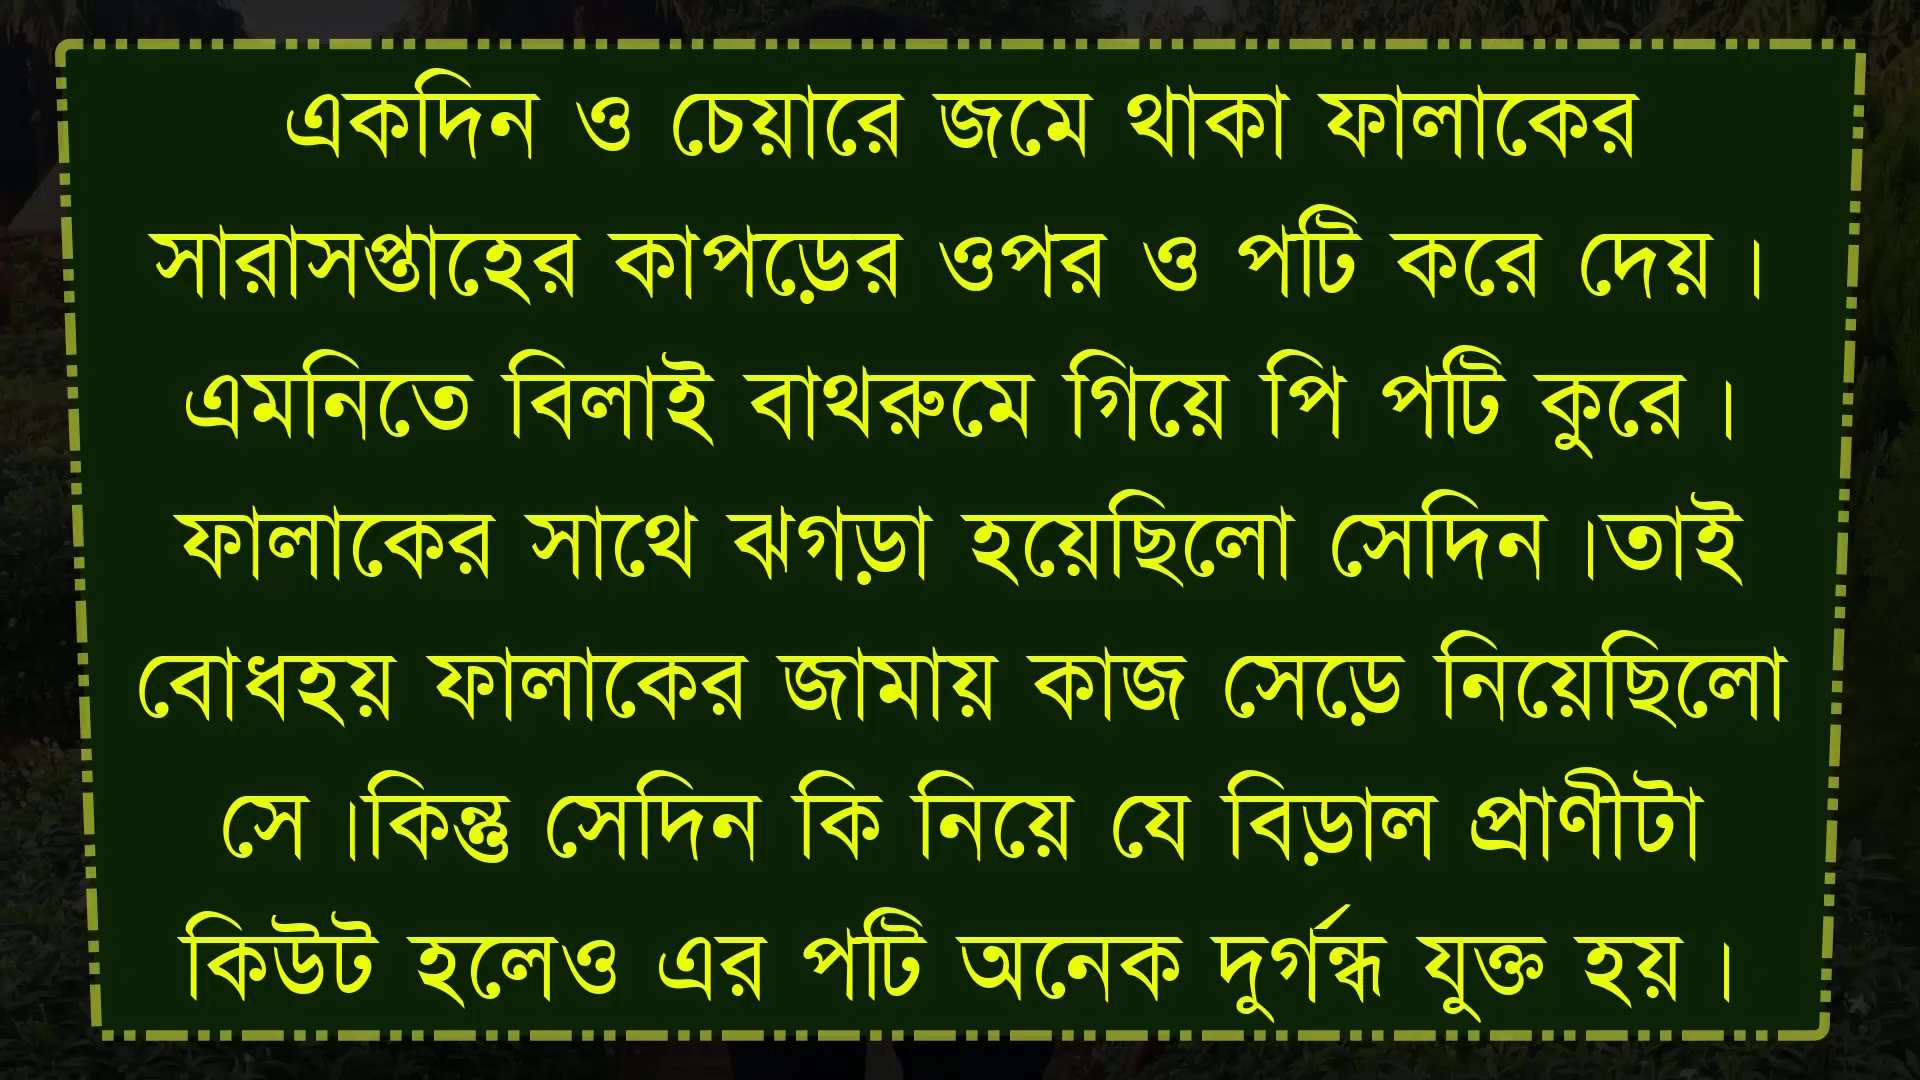 একদিন ও চেয়ারে জমে থাকা ফালাকের
সারাসপ্তাহের কাপড়ের ওপর ও পটি করে দেয় ।
এমনিতে বিলাই বাথরুমে গিয়ে পি পটি কুরে ।
ফালাকের সাথে ঝগড়া হয়েছিলো সেদিন ।তাই
বোধহয় ফালাকের জামায় কাজ সেড়ে নিয়েছিলো
সে ।কিন্তু সেদিন কি নিয়ে যে বিড়াল প্রাণীটা
কিউট হলেও এর পটি অনেক দুর্গন্ধ যুক্ত হয় ।